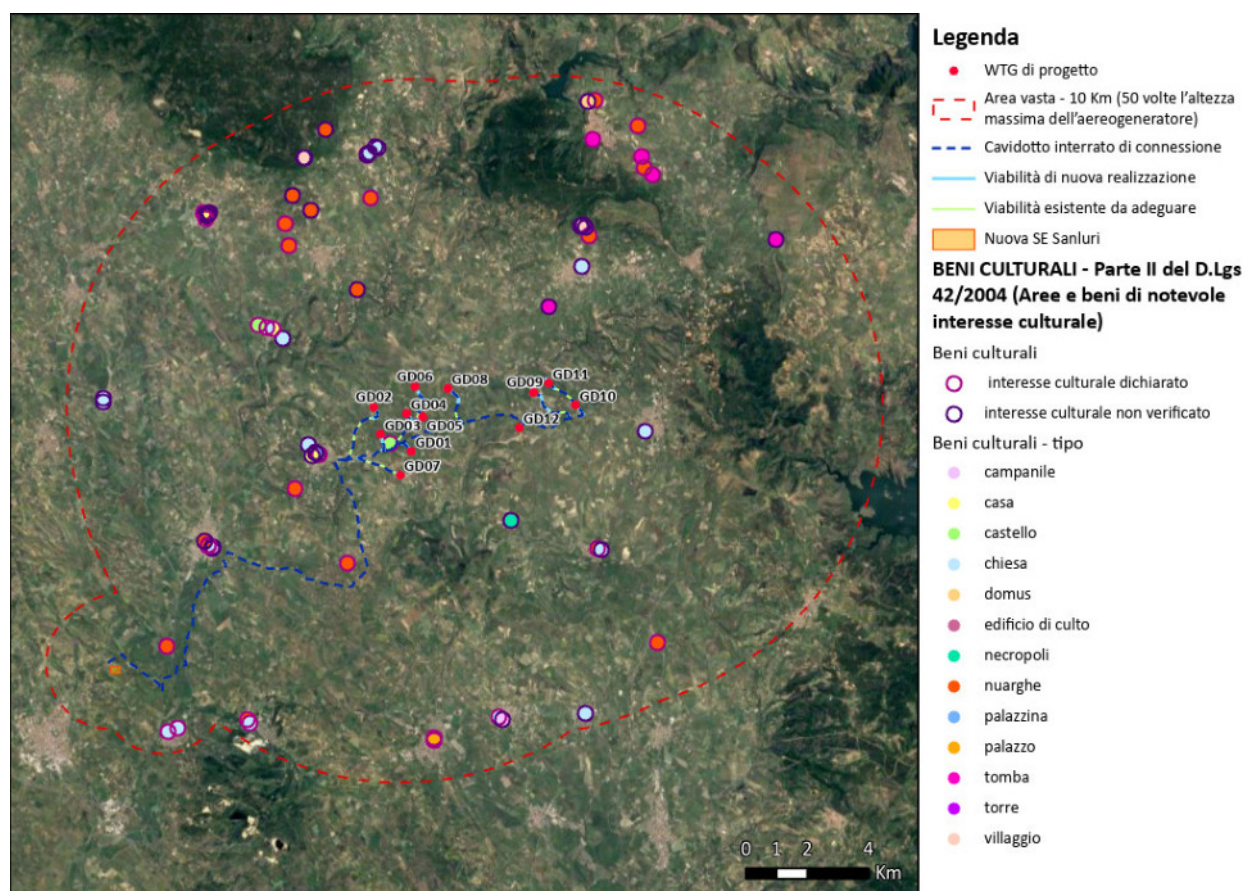 GD06
GD08
GD11
GD09
GD02
GD10
GD04
GD03
GD05
GD12
GD01
GD07
0 1 2 4
Km
Legenda
WTG di progetto
Area vasta - 10 Km (50 volte l'altezza
massima dell'aereogeneratore)
Cavidotto interrato di connessione
Viabilità di nuova realizzazione
Viabilità esistente da adeguare
Nuova SE Sanluri
BENI CULTURALI - Parte II del D.Lgs
42/2004 (Aree e beni di notevole
interesse culturale)
Beni culturali
interesse culturale dichiarato
interesse culturale non verificato
Beni culturali - tipo
campanile
casa
castello
chiesa
domus
edificio di culto
necropoli
nuarghe
palazzina
palazzo
tomba
torre
villaggio